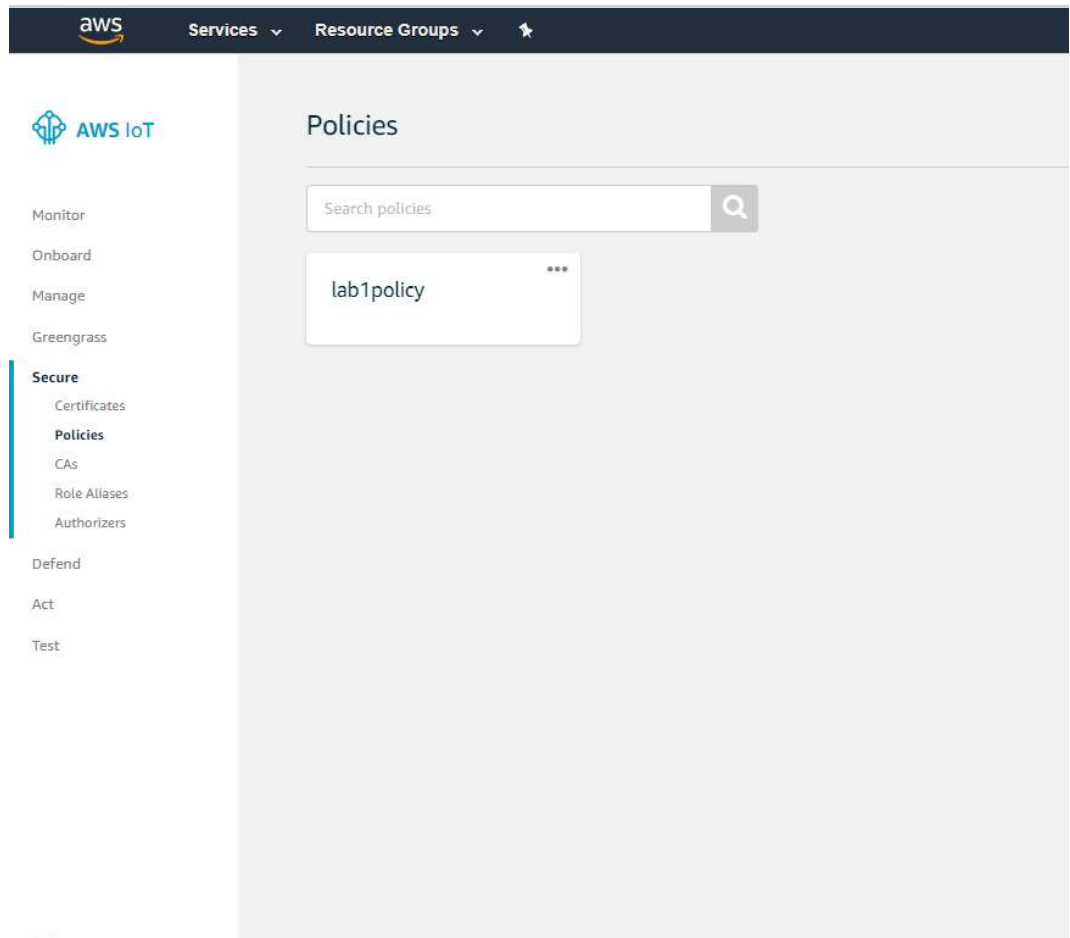 aws Services Resource Groups
AWS IoT
Monitor
Onboard
Manage
Greengrass
Secure
Certificates
Policies
CAs
Role Aliases
Authorizers
Defend
Act
Test
Policies
Search policies
lab1policy